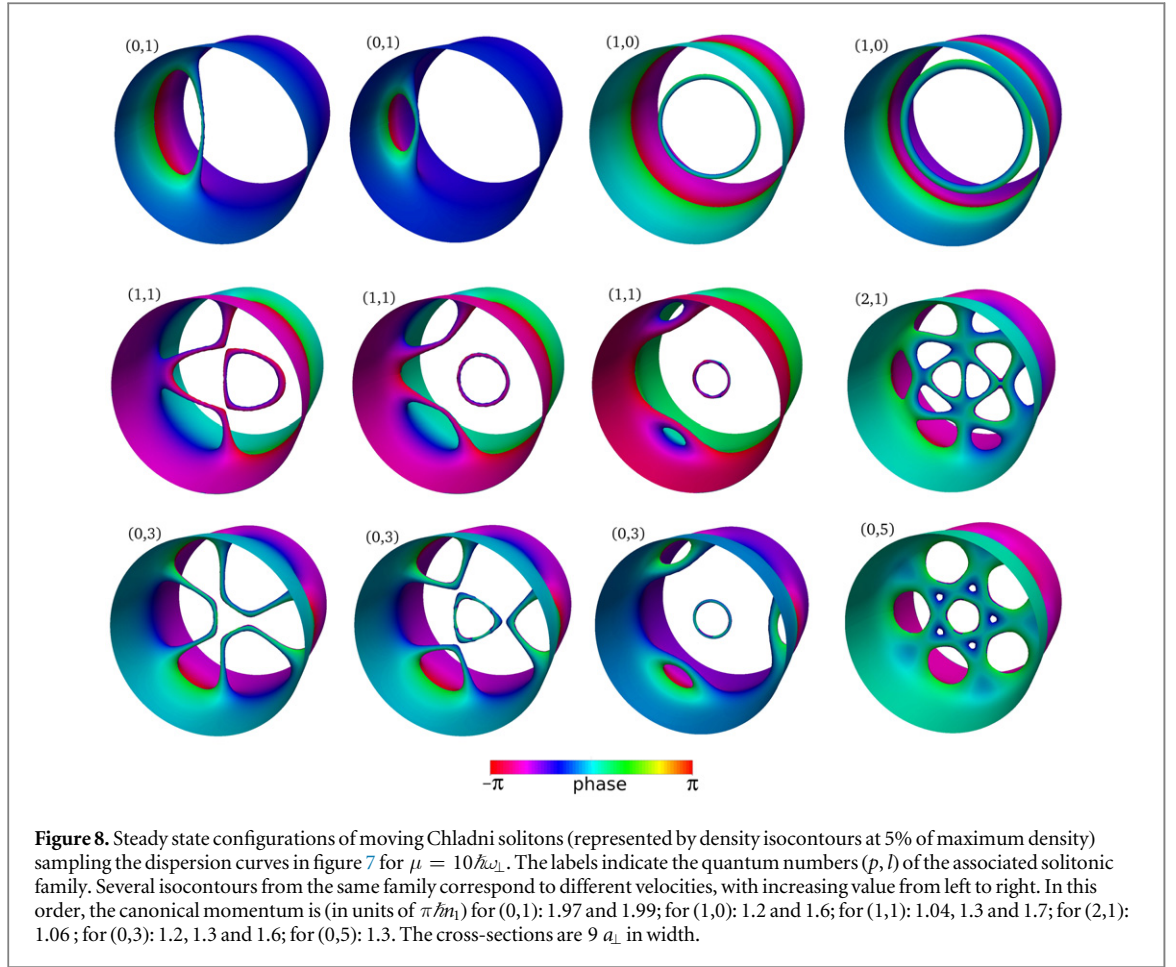 (0,1) (0,1) (1,0) (1,0)
(1,1) (1,1) (1,1) (2,1)
(0,3) (0,3) (0,3) (0,5)
−π phase π
Figure 8. Steady state configurations of moving Chladni solitons (represented by density isocontours at 5% of maximum density)
sampling the dispersion curves in figure 7 for μ = 10ℏω⊥. The labels indicate the quantum numbers (p, l) of the associated solitonic
family. Several isocontours from the same family correspond to different velocities, with increasing value from left to right. In this
order, the canonical momentum is (in units of πℏn₁) for (0,1): 1.97 and 1.99; for (1,0): 1.2 and 1.6; for (1,1): 1.04, 1.3 and 1.7; for (2,1):
1.06 ; for (0,3): 1.2, 1.3 and 1.6; for (0,5): 1.3. The cross-sections are 9 a⊥ in width.